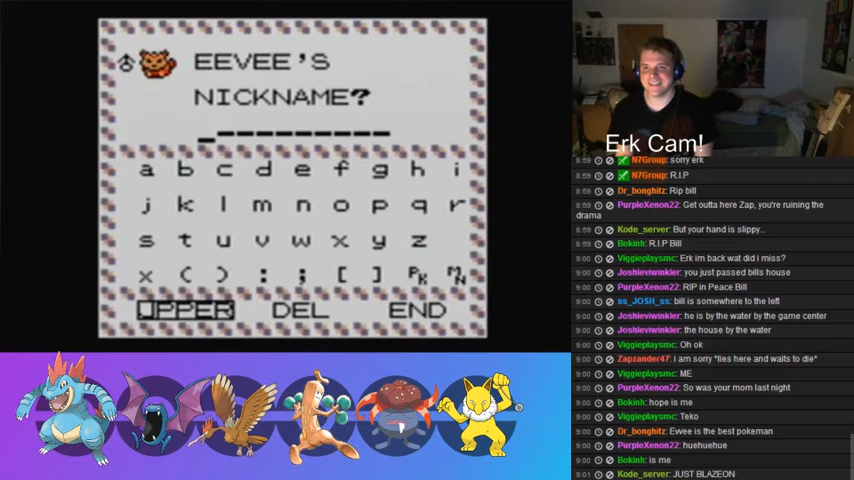 EEVEE'S
NICKNAME?
a b c d e f g h i
j k l m n o p q r
s t u v w x y z
x ( ) : ; [ ] PK MN
UPPER DEL END
Erk Cam!
8:59 N7Group: sorry erk
8:59 N7Group: R.I.P
8:59 Dr_bonghitz: Rip bill
8:59 PurpleXenon22: Get outta here Zap, you're ruining the
drama
8:59 Kode_server: But your hand is slippy...
8:59 Bokinh: R.I.P Bill
9:00 Viggieplaysmc: Erk im back wat did i miss?
9:00 Joshieviwinkler: you just passed bills house
9:00 PurpleXenon22: RIP in Peace Bill
9:00 ss_JOSH_ss: bill is somewhere to the left
9:00 Joshieviwinkler: he is by the water by the game center
9:00 Joshieviwinkler: the house by the water
9:00 Viggieplaysmc: Oh ok
9:00 Zapzander47: i am sorry *lies here and waits to die*
9:00 Viggieplaysmc: ME
9:00 PurpleXenon22: So was your mom last night
9:00 Bokinh: hope is me
9:00 Viggieplaysmc: Teko
9:00 Dr_bonghitz: Evvee is the best pokeman
9:00 PurpleXenon22: huehuehue
9:00 Bokinh: is me
9:01 Kode_server: JUST BLAZEON